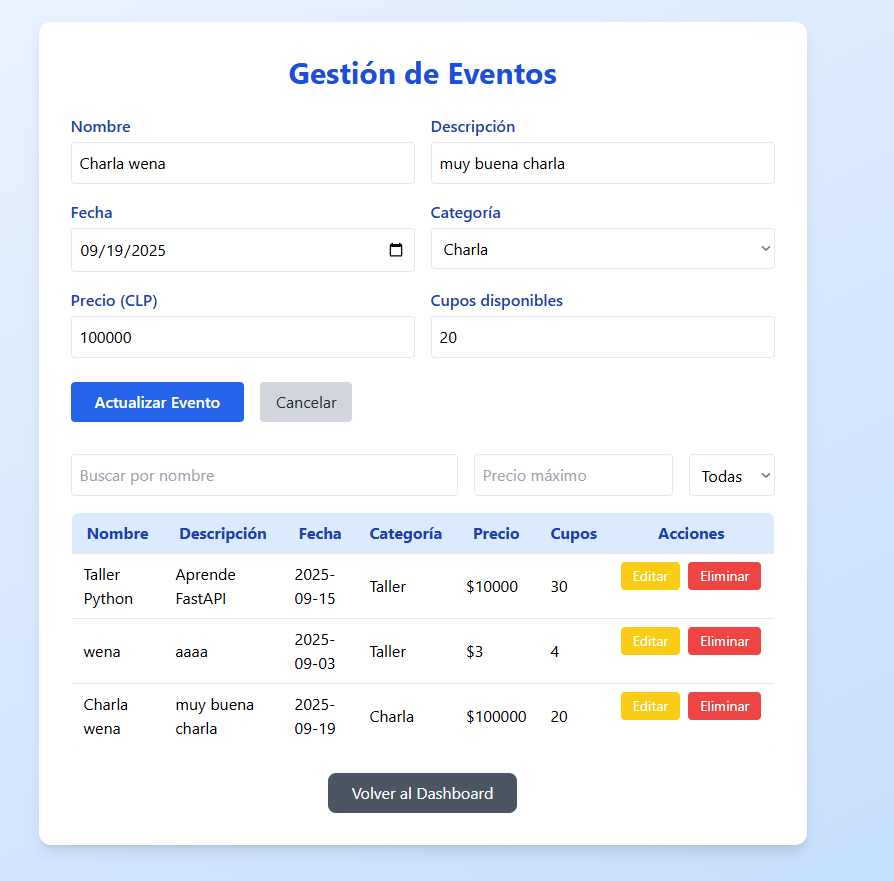 Gestión de Eventos
Nombre
Descripción
Charla wena
muy buena charla
Fecha
Categoría
09/19/2025
Charla
Precio (CLP)
Cupos disponibles
100000
20
Actualizar Evento
Cancelar
Buscar por nombre
Precio máximo
Todas
Nombre Descripción Fecha Categoría Precio Cupos Acciones
Taller
Python
Aprende
FastAPI
2025-
09-15
Taller
$10000
30
Editar
Eliminar
wena
aaaa
2025-
09-03
Taller
$3
4
Editar
Eliminar
Charla
wena
muy buena
charla
2025-
09-19
Charla
$100000
20
Editar
Eliminar
Volver al Dashboard